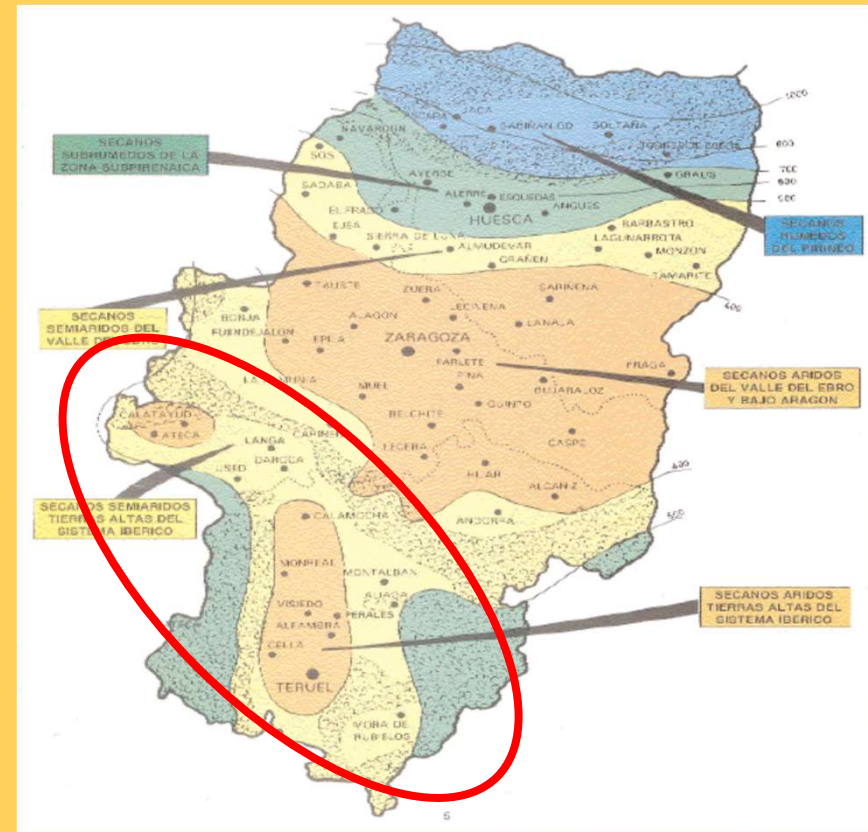 1000
JACA
SABIÑANIGO
SOLTAÑA
800
NAVARDUN
SECANOS
SUBHUMEDOS DE LA
ZONA SUBPIRENAICA
SOS
700
600
500
AYERBE
GRAUS
SADABA
ALERRE
ESQUEDAS
ANGUES
EL FRAGO
HUESCA
EJEA
BARBASTRO
SECANOS
HUMEDOS
DEL PIRINEO
SIERRA DE LUNA
ALMUDEVAR
LAGUNARROTA
MONZON
GRAÑEN
TAMARITE
400
TAUSTE
ZUERA
SARIÑENA
SECANOS
SEMIARIDOS DEL
VALLE DEL EBRO
BORJA
LECIÑENA
ALAGON
LANAJA
FUENDEJALON
ZARAGOZA
EPILA
FARLETE
FRAGA
SECANOS ARIDOS
DEL VALLE DEL EBRO
Y BAJO ARAGON
PINA
LA ALMUNIA
MUEL
BUJARALOZ
QUINTO
CALATAYUD
BELCHITE
CARIÑENA
ATECA
LANGA
CASPE
LECERA
DAROCA
USED
HIJAR
400
ALCAÑIZ
SECANOS SEMIARIDOS
TIERRAS ALTAS DEL
SISTEMA IBERICO
CALAMOCHA
ANDORRA
500
MONREAL
MONTALBAN
SECANOS ARIDOS
TIERRAS ALTAS DEL
SISTEMA IBERICO
ALIAGA
VISIEDO
PERALES
ALFAMBRA
CELLA
TERUEL
MORA DE
RUBIELOS